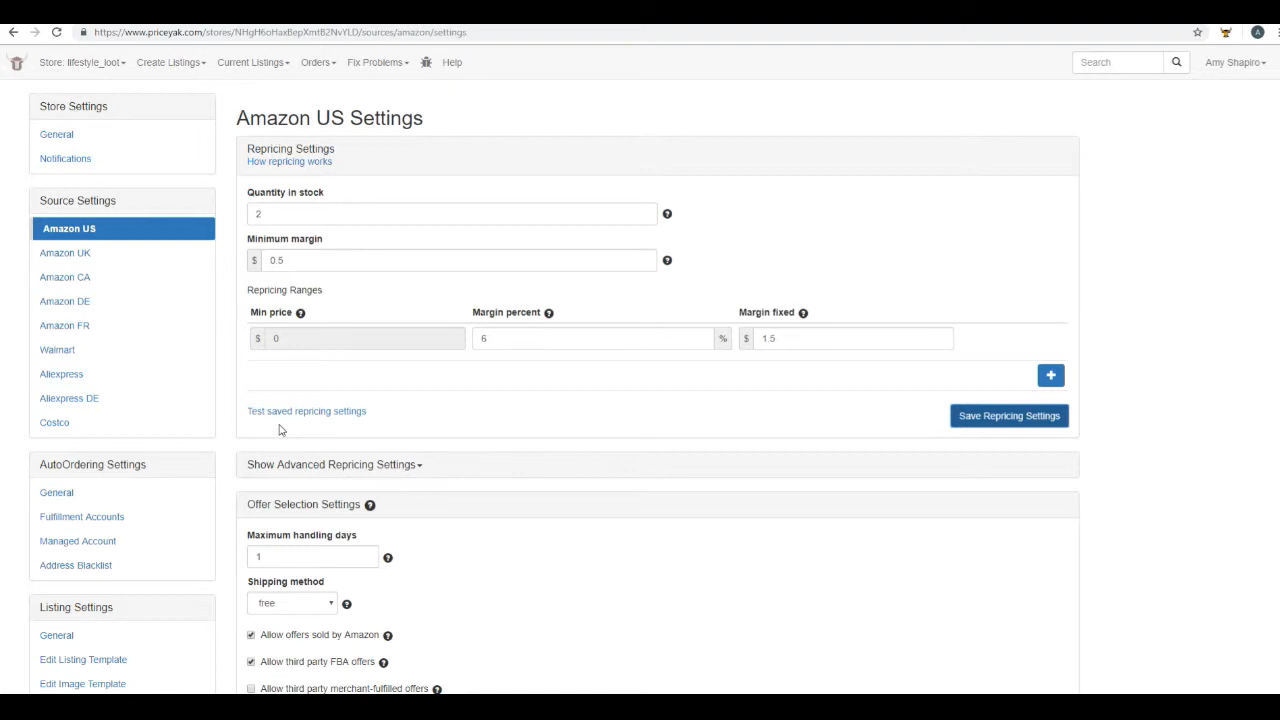 https://www.priceyak.com/stores/NHgH6oHaxBepXmtB2NvYLD/sources/amazon/settings
A
Store: lifestyle_loot
Create Listings
Current Listings
Orders
Fix Problems
Help
Search
Amy Shapiro
Store Settings
General
Notifications
Source Settings
Amazon US
Amazon UK
Amazon CA
Amazon DE
Amazon FR
Walmart
Aliexpress
Aliexpress DE
Costco
AutoOrdering Settings
General
Fulfillment Accounts
Managed Account
Address Blacklist
Listing Settings
General
Edit Listing Template
Edit Image Template
Amazon US Settings
Repricing Settings
How repricing works
Quantity in stock
2
Minimum margin
$ 0.5
Repricing Ranges
Min price Margin percent Margin fixed
$ 0 6 % $ 1.5
+
Test saved repricing settings
Save Repricing Settings
Show Advanced Repricing Settings
Offer Selection Settings
Maximum handling days
1
Shipping method
free
Allow offers sold by Amazon
Allow third party FBA offers
Allow third party merchant-fulfilled offers